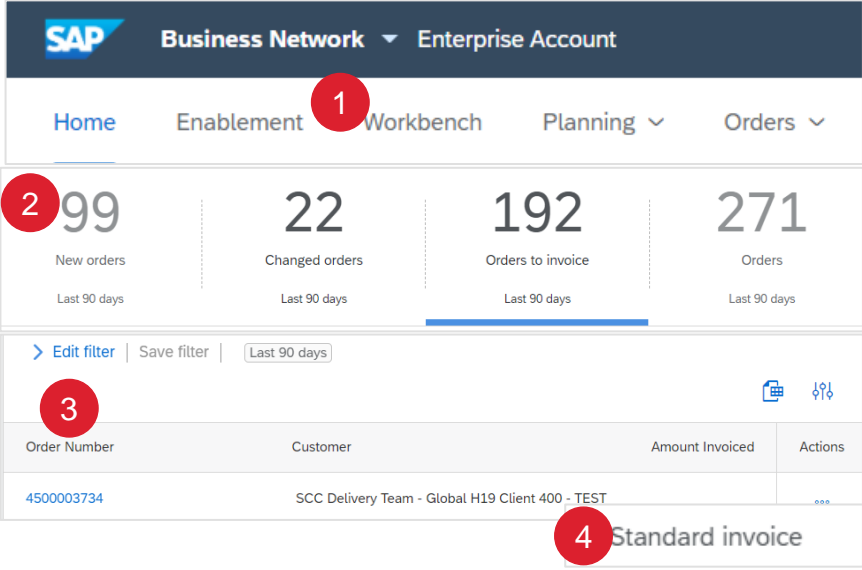 SAP Business Network Enterprise Account
1
Home Enablement Workbench Planning Orders
2
99 22 192 271
New orders Changed orders Orders to invoice Orders
Last 90 days Last 90 days Last 90 days Last 90 days
Edit filter Save filter Last 90 days
3
Order Number Customer Amount Invoiced Actions
4500003734 SCC Delivery Team - Global H19 Client 400 - TEST
4 Standard invoice